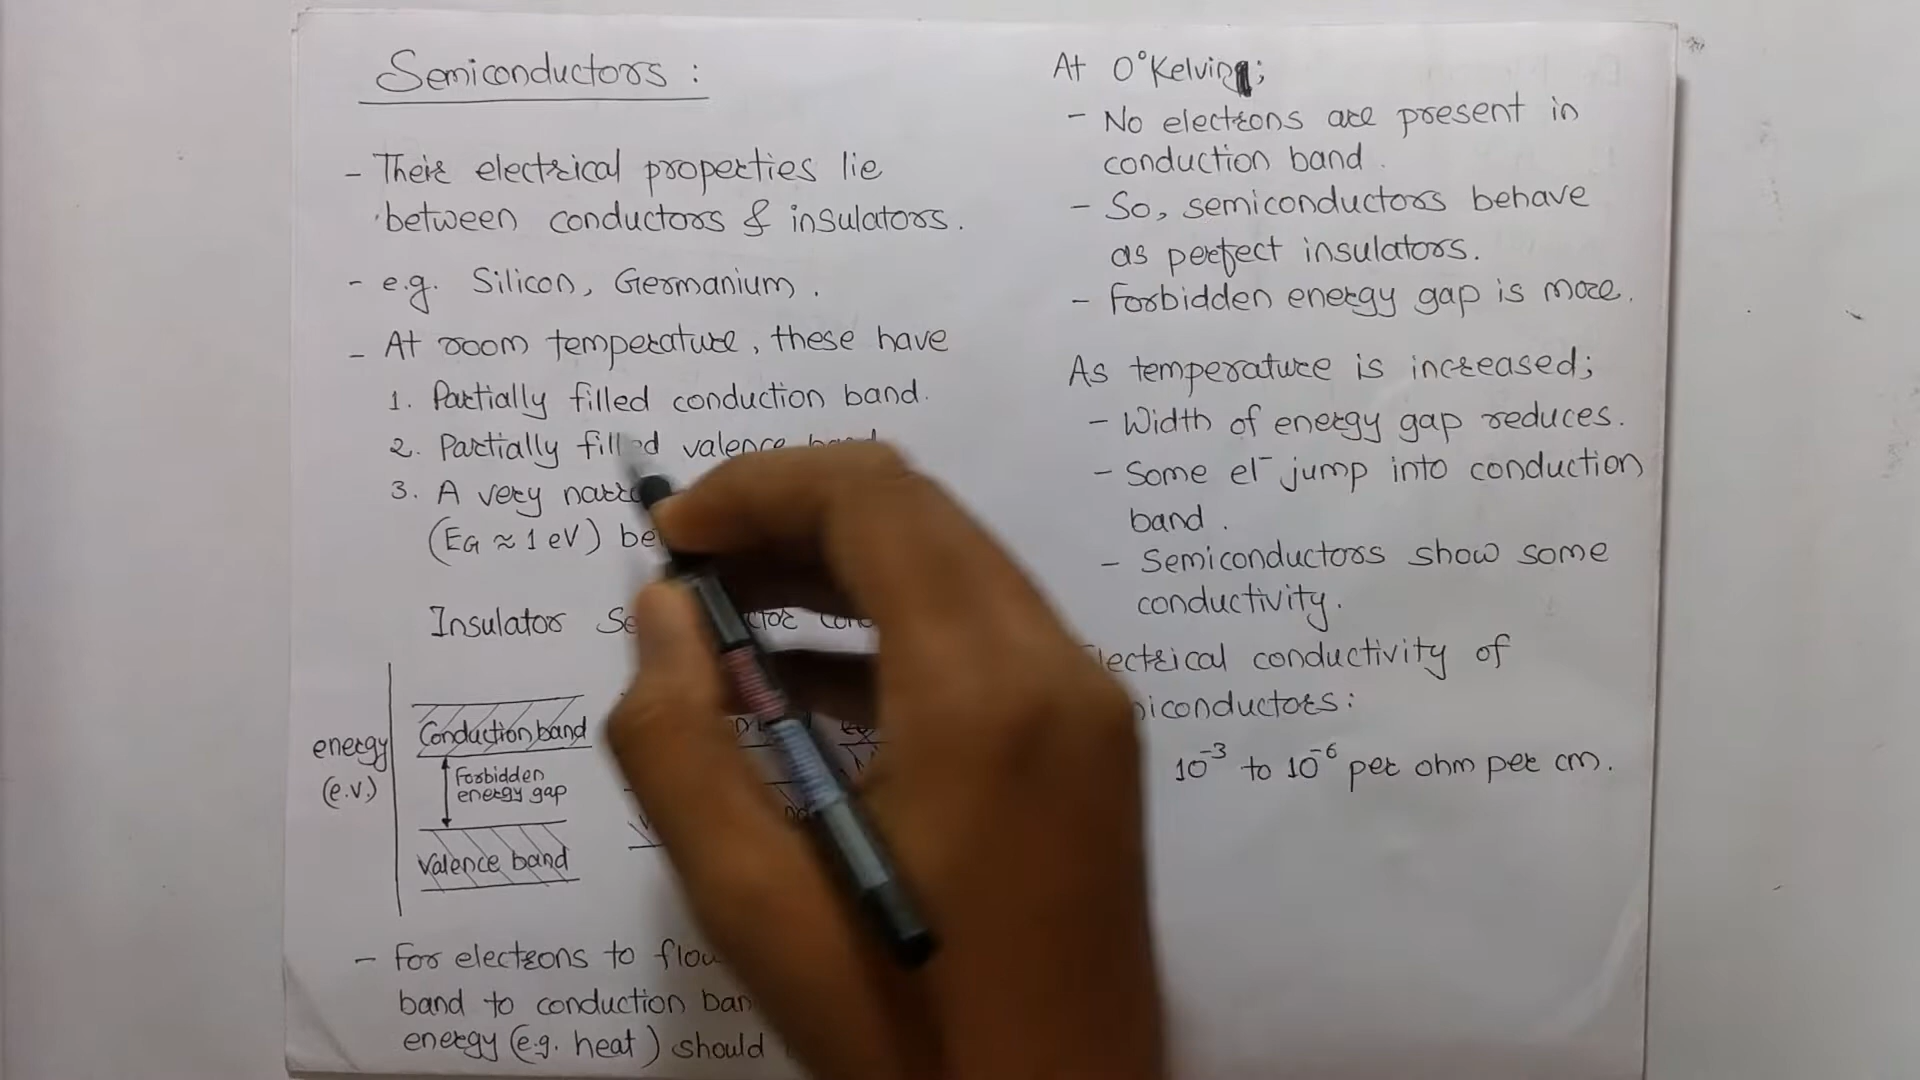 Semiconductors :
- Their electrical properties lie
between conductors & insulators.
- e.g. Silicon, Germanium.
- At room temperature, these have
1. Partially filled conduction band.
2. Partially filled valence band
3. A very
(EG ≈ 1 eV)
Insulator
Conduction band
energy
(e.v.)
Forbidden
energy gap
Valence band
- For electrons to flow
band to conduction
energy (e.g. heat) should
At 0°Kelvin;
- No electrons are present in
conduction band.
- So, semiconductors behave
as perfect insulators.
- Forbidden energy gap is more.
As temperature is increased;
- Width of energy gap reduces.
- Some el⁻ jump into conduction
band.
- Semiconductors show some
conductivity.
conductivity of
10⁻³ to 10⁻⁶ per ohm per cm.